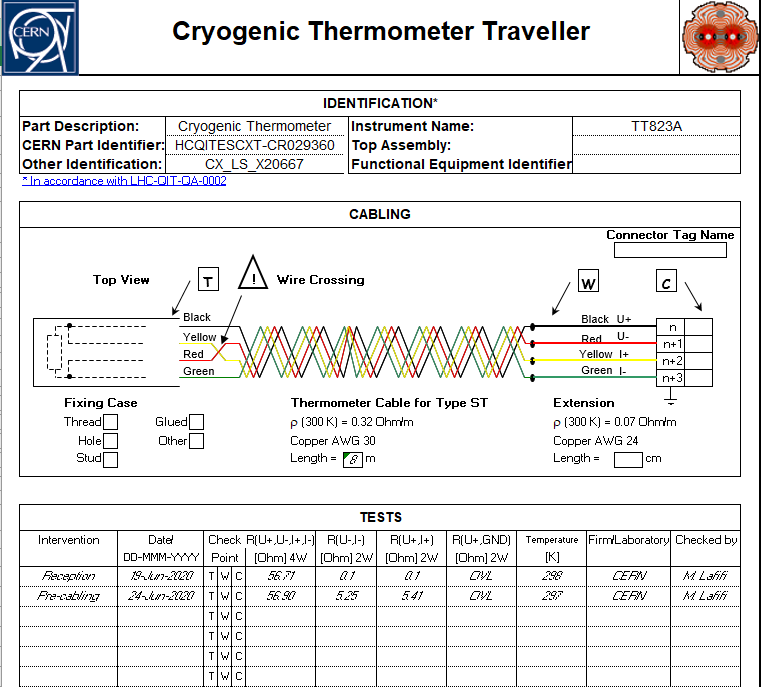 CERN
Cryogenic Thermometer Traveller
IDENTIFICATION*
Part Description: Cryogenic Thermometer Instrument Name: TT823A
CERN Part Identifier: HCQITESCXT-CR029360 Top Assembly:
Other Identification: CX_LS_X20667 Functional Equipment Identifier
* In accordance with LHC-QIT-QA-0002
CABLING
Connector Tag Name
Top View T ! Wire Crossing W C
Black Black U+ n
Yellow Red U- n+1
Red Yellow I+ n+2
Green Green I- n+3
Fixing Case Thermometer Cable for Type ST Extension
Thread Glued ρ (300 K) = 0.32 Ohm/m ρ (300 K) = 0.07 Ohm/m
Hole Other Copper AWG 30 Copper AWG 24
Stud Length = 8 m Length = cm
TESTS
Intervention Date/ Check R(U+,U-,I+,I-) R(U-,I-) R(U+,I+) R(U+,GND) Temperature Firm/Laboratory Checked by
DD-MMM-YYYY Point [Ohm] 4W [Ohm] 2W [Ohm] 2W [Ohm] 2W [K]
Reception 19-Jun-2020 T W C 56.71 0.1 0.1 OVL 298 CERN M. Lafifi
Pre-cabling 24-Jun-2020 T W C 56.90 5.25 5.41 OVL 297 CERN M. Lafifi
T W C
T W C
T W C
T W C